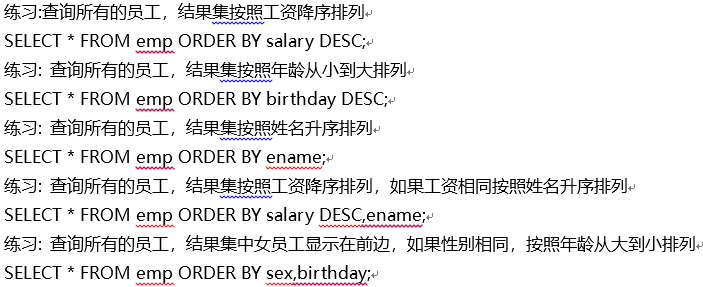 练习:查询所有的员工，结果集按照工资降序排列
SELECT * FROM emp ORDER BY salary DESC;
练习: 查询所有的员工，结果集按照年龄从小到大排列
SELECT * FROM emp ORDER BY birthday DESC;
练习: 查询所有的员工，结果集按照姓名升序排列
SELECT * FROM emp ORDER BY ename;
练习: 查询所有的员工，结果集按照工资降序排列，如果工资相同按照姓名升序排列
SELECT * FROM emp ORDER BY salary DESC,ename;
练习: 查询所有的员工，结果集中女员工显示在前边，如果性别相同，按照年龄从大到小排列
SELECT * FROM emp ORDER BY sex,birthday;